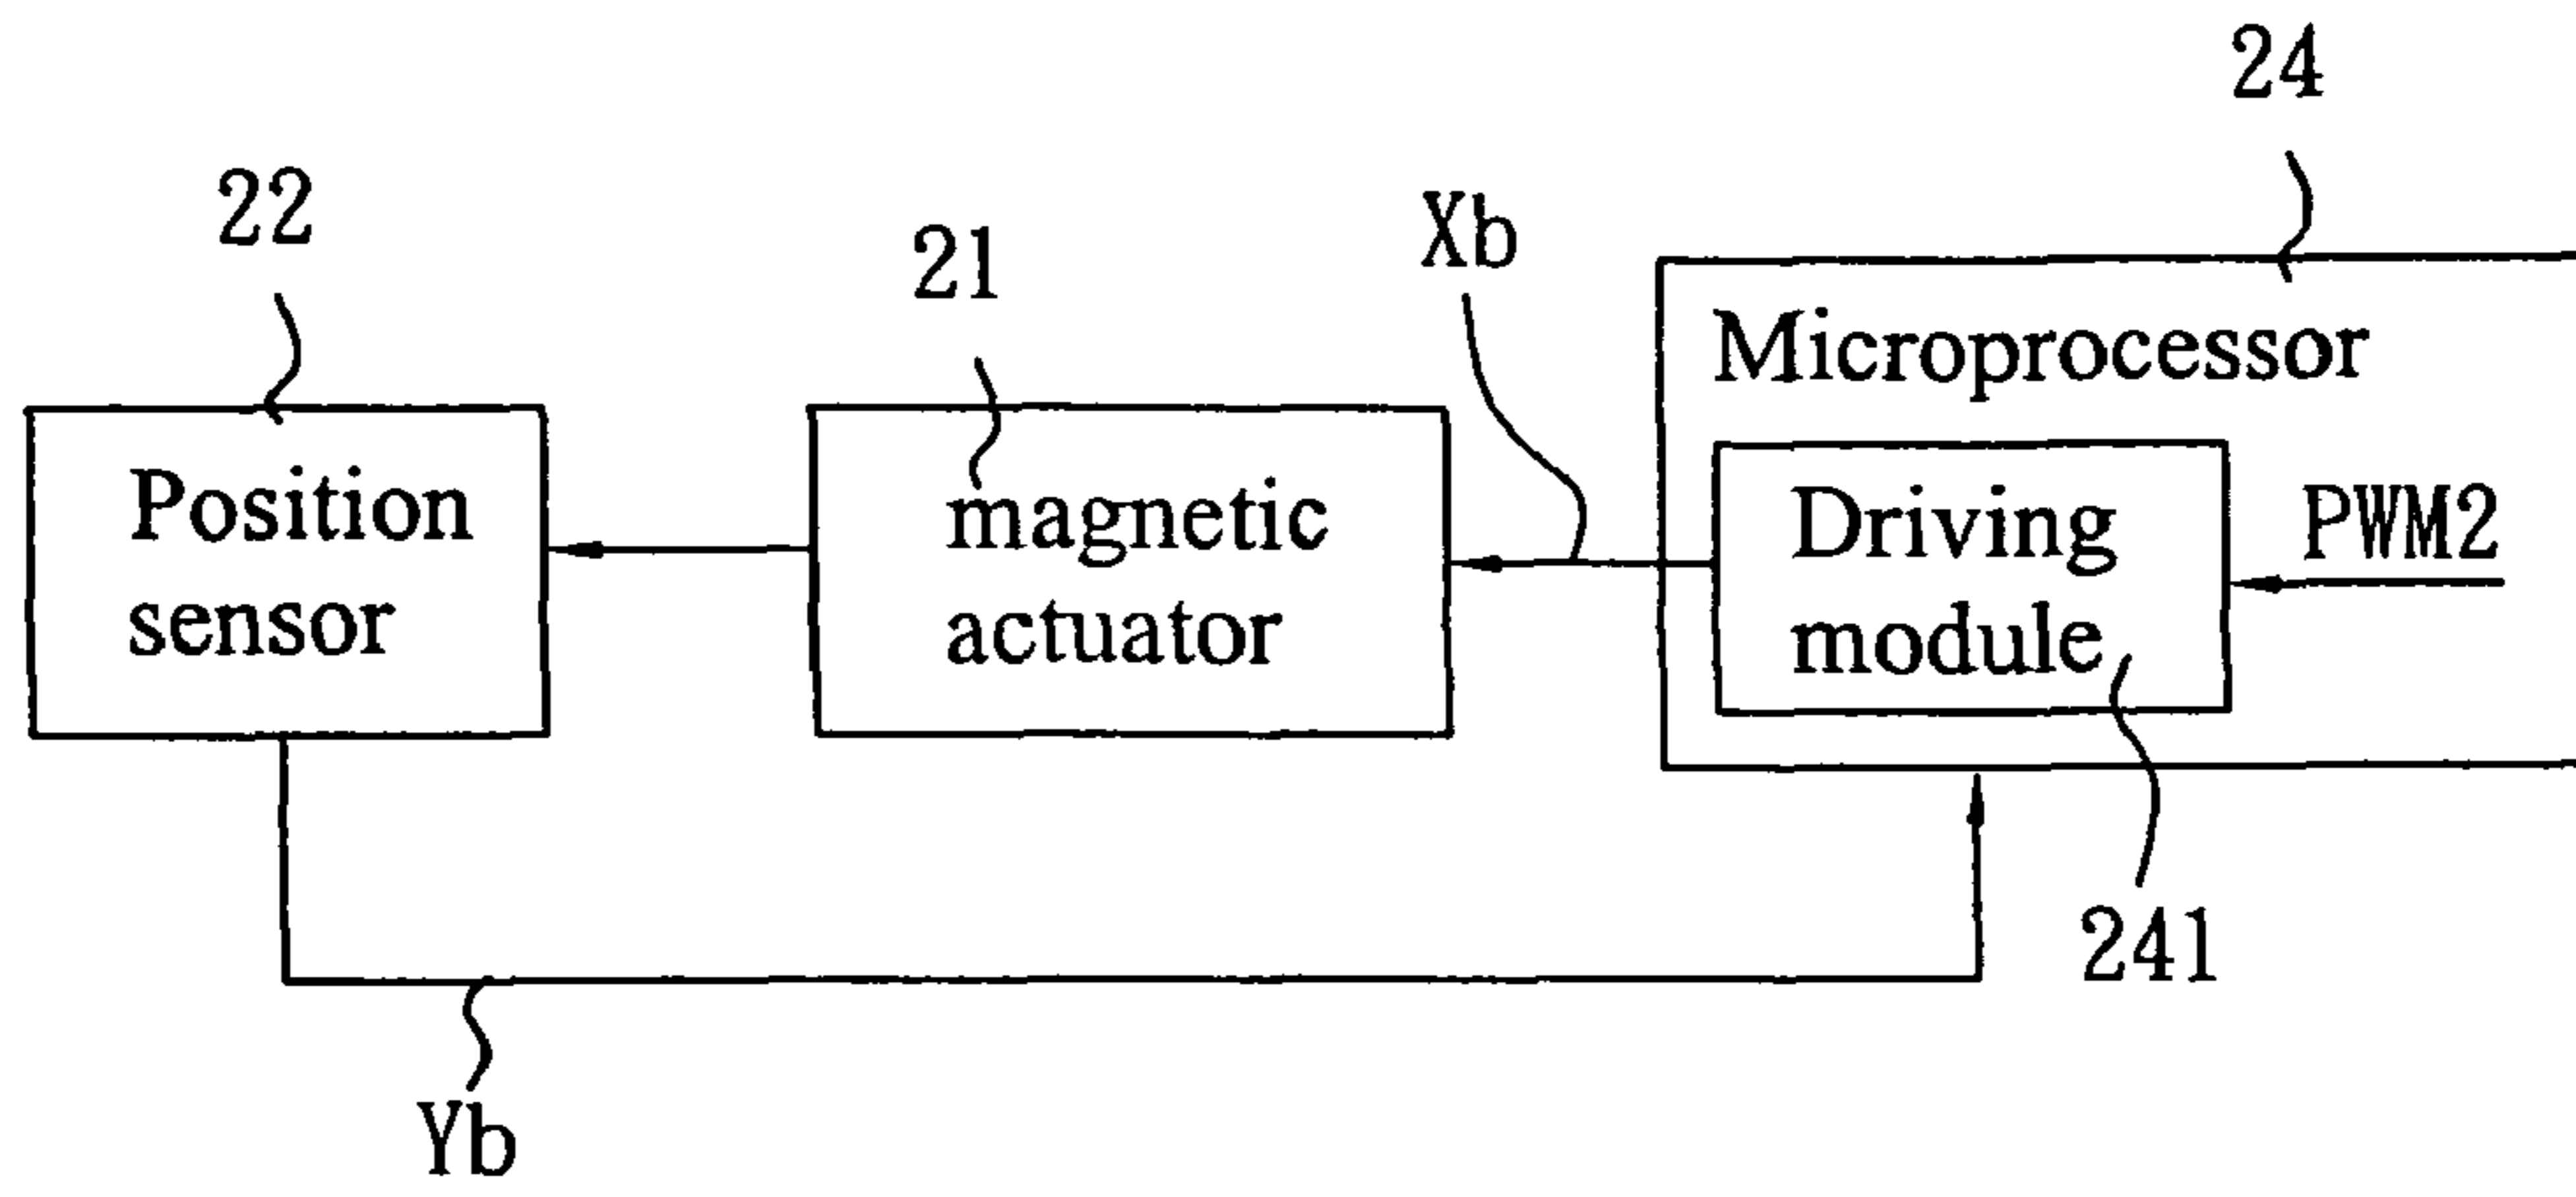 24
22
21
Xb
Microprocessor
Position
sensor
magnetic
actuator
Driving
module
PWM2
241
Yb